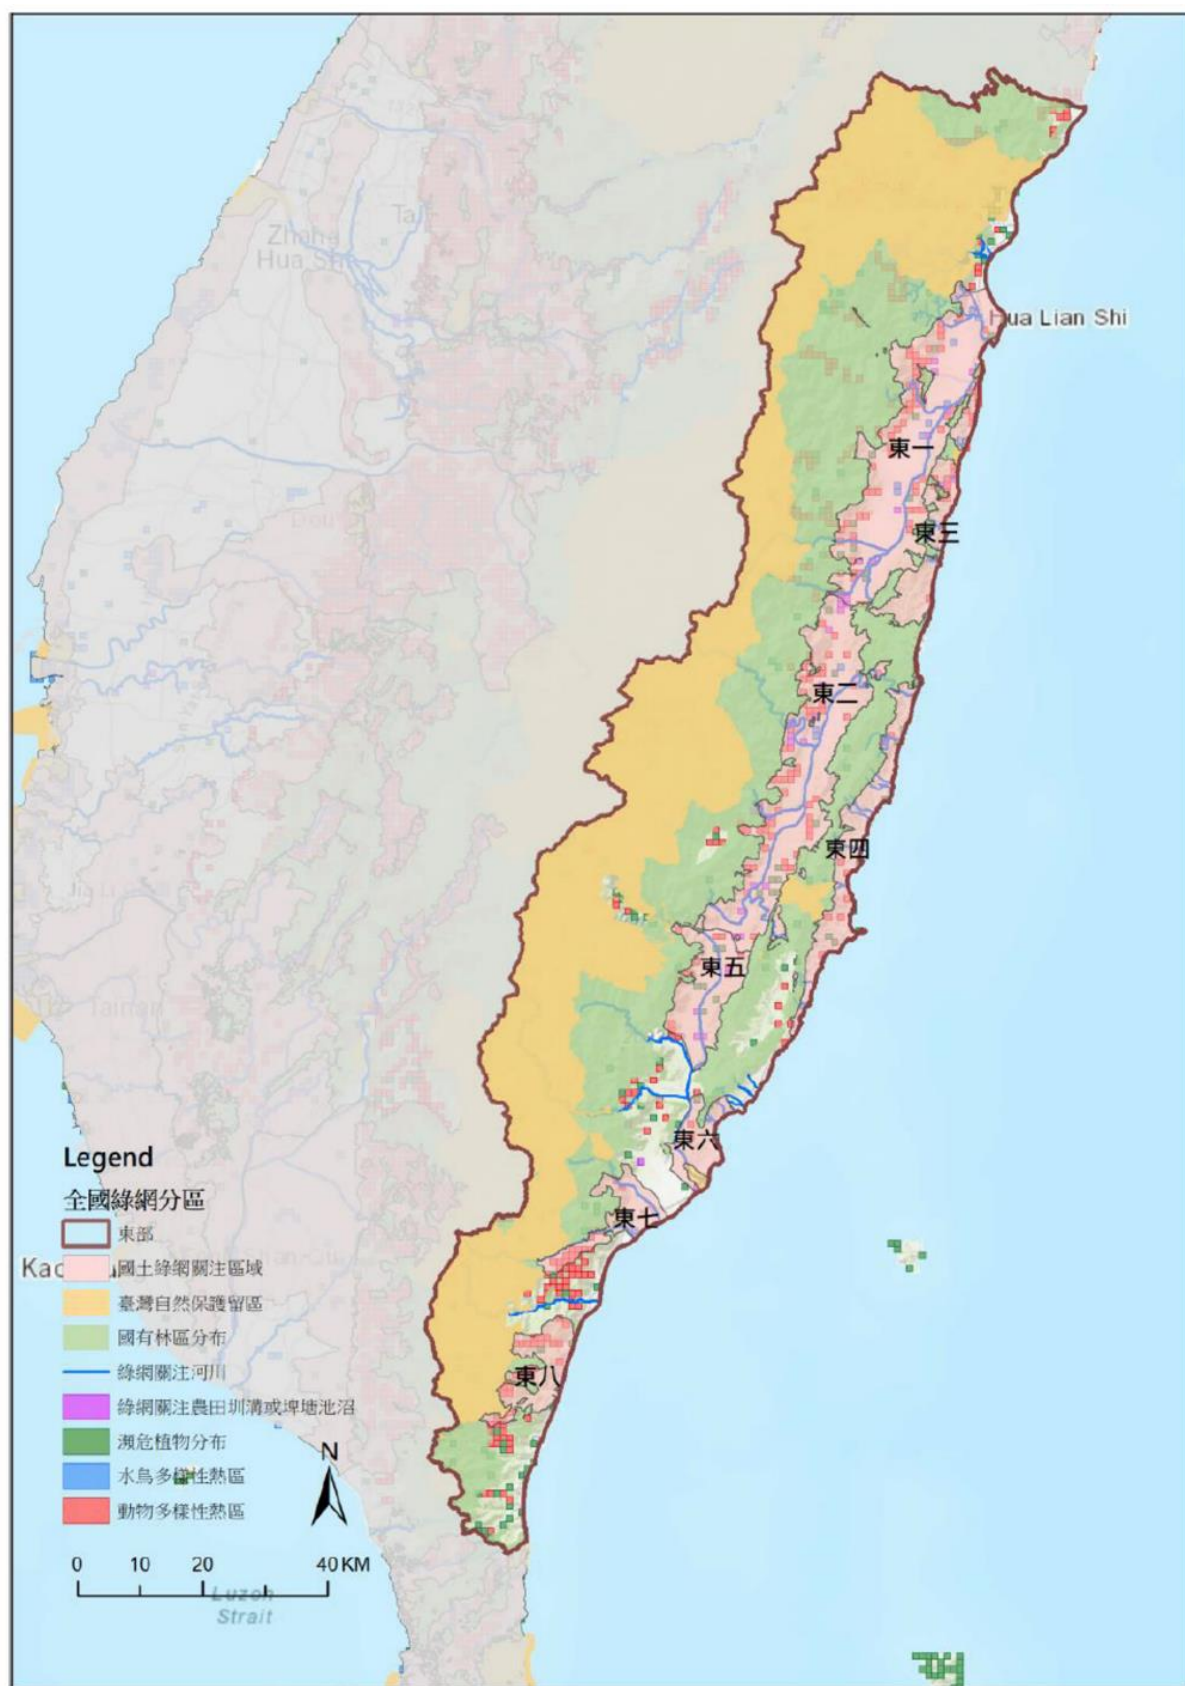 Hua Lian Shi
東一
東三
東二
東四
東五
東六
東七
東八
Legend
全國綠網分區
東部
國土綠網關注區域
臺灣自然保護留區
國有林區分布
綠網關注河川
綠網關注農田圳溝或埤塘池沼
瀕危植物分布
水鳥多樣性熱區
動物多樣性熱區
N
0 10 20 40 KM
Luzon
Strait
Tainan